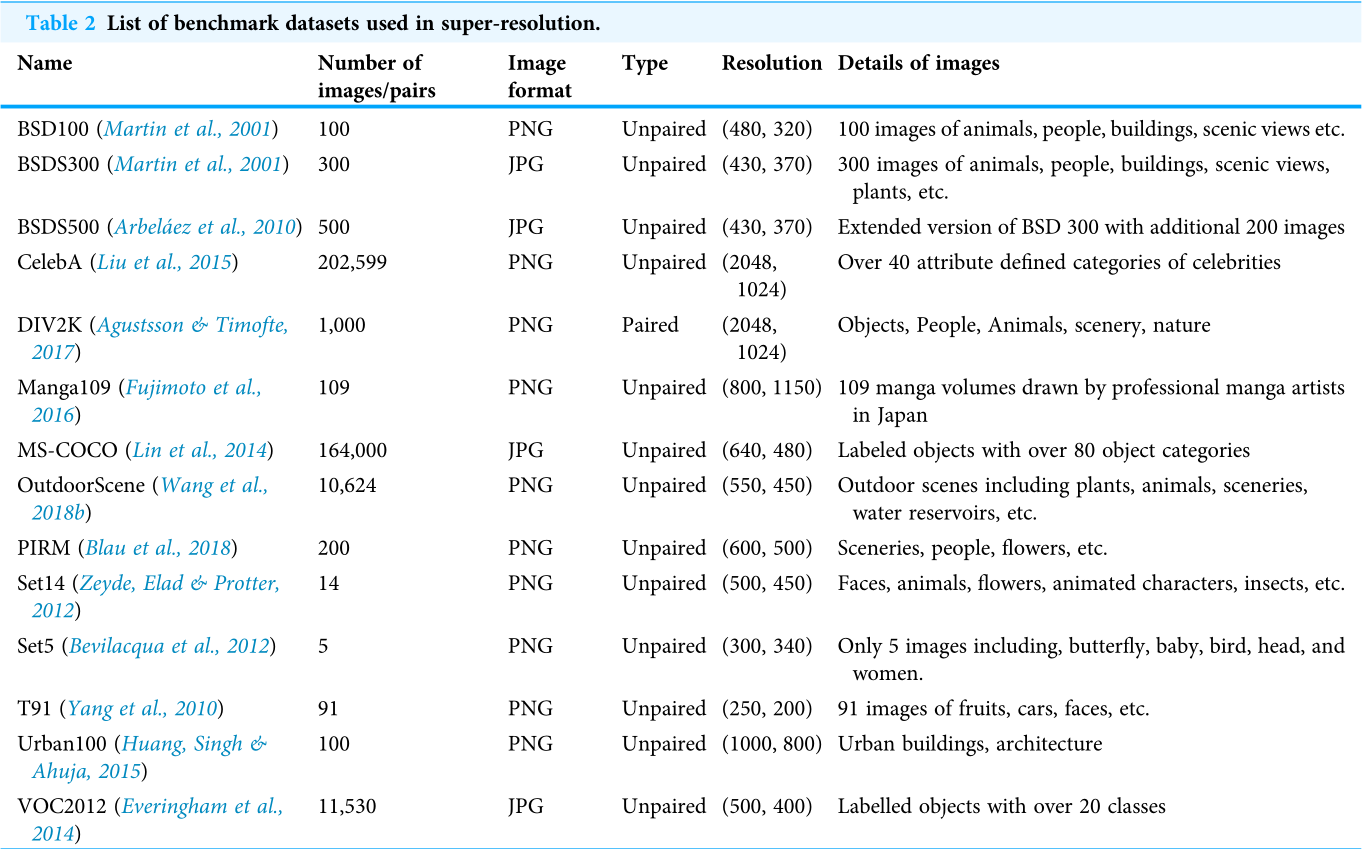 Table 2 List of benchmark datasets used in super-resolution.
Name Number of images/pairs Image format Type Resolution Details of images
BSD100 (Martin et al., 2001) 100 PNG Unpaired (480, 320) 100 images of animals, people, buildings, scenic views etc.
BSDS300 (Martin et al., 2001) 300 JPG Unpaired (430, 370) 300 images of animals, people, buildings, scenic views, plants, etc.
BSDS500 (Arbeláez et al., 2010) 500 JPG Unpaired (430, 370) Extended version of BSD 300 with additional 200 images
CelebA (Liu et al., 2015) 202,599 PNG Unpaired (2048, 1024) Over 40 attribute defined categories of celebrities
DIV2K (Agustsson & Timofte, 2017) 1,000 PNG Paired (2048, 1024) Objects, People, Animals, scenery, nature
Manga109 (Fujimoto et al., 2016) 109 PNG Unpaired (800, 1150) 109 manga volumes drawn by professional manga artists in Japan
MS-COCO (Lin et al., 2014) 164,000 JPG Unpaired (640, 480) Labeled objects with over 80 object categories
OutdoorScene (Wang et al., 2018b) 10,624 PNG Unpaired (550, 450) Outdoor scenes including plants, animals, sceneries, water reservoirs, etc.
PIRM (Blau et al., 2018) 200 PNG Unpaired (600, 500) Sceneries, people, flowers, etc.
Set14 (Zeyde, Elad & Protter, 2012) 14 PNG Unpaired (500, 450) Faces, animals, flowers, animated characters, insects, etc.
Set5 (Bevilacqua et al., 2012) 5 PNG Unpaired (300, 340) Only 5 images including, butterfly, baby, bird, head, and women.
T91 (Yang et al., 2010) 91 PNG Unpaired (250, 200) 91 images of fruits, cars, faces, etc.
Urban100 (Huang, Singh & Ahuja, 2015) 100 PNG Unpaired (1000, 800) Urban buildings, architecture
VOC2012 (Everingham et al., 2014) 11,530 JPG Unpaired (500, 400) Labelled objects with over 20 classes